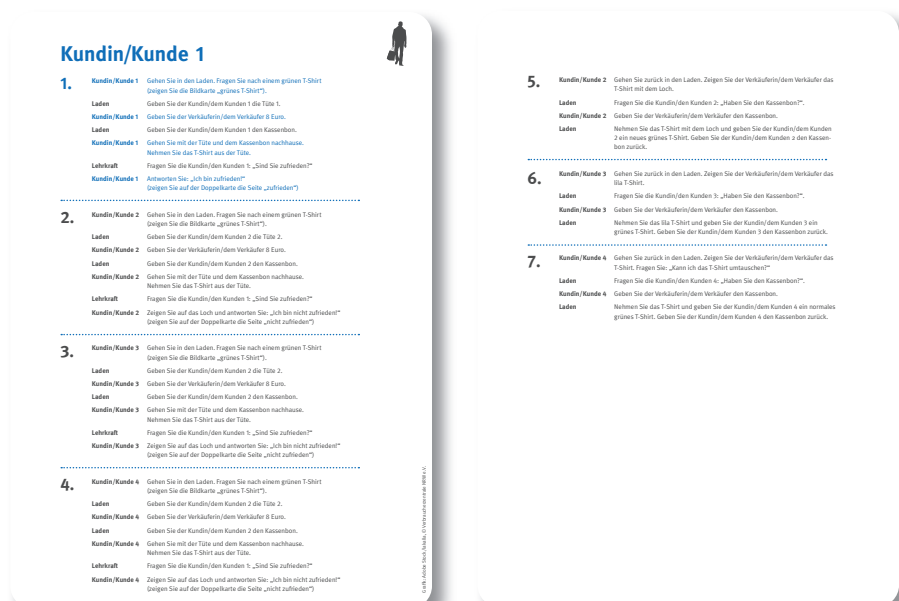 Kundin/Kunde 1
1.
Kundin/Kunde 1 Gehen Sie in den Laden. Fragen Sie nach einem grünen T-Shirt
(zeigen Sie die Bildkarte „grünes T-Shirt“).
Laden Geben Sie der Kundin/dem Kunden 1 die Tüte 1.
Kundin/Kunde 1 Geben Sie der Verkäuferin/dem Verkäufer 8 Euro.
Laden Geben Sie der Kundin/dem Kunden 1 den Kassenbon.
Kundin/Kunde 1 Gehen Sie mit der Tüte und dem Kassenbon nachhause.
Nehmen Sie das T-Shirt aus der Tüte.
Lehrkraft Fragen Sie die Kundin/den Kunden 1: „Sind Sie zufrieden?“
Kundin/Kunde 1 Antworten Sie: „Ich bin zufrieden!“
(zeigen Sie auf der Doppelkarte die Seite „zufrieden“)
2.
Kundin/Kunde 2 Gehen Sie in den Laden. Fragen Sie nach einem grünen T-Shirt
(zeigen Sie die Bildkarte „grünes T-Shirt“).
Laden Geben Sie der Kundin/dem Kunden 2 die Tüte 2.
Kundin/Kunde 2 Geben Sie der Verkäuferin/dem Verkäufer 8 Euro.
Laden Geben Sie der Kundin/dem Kunden 2 den Kassenbon.
Kundin/Kunde 2 Gehen Sie mit der Tüte und dem Kassenbon nachhause.
Nehmen Sie das T-Shirt aus der Tüte.
Lehrkraft Fragen Sie die Kundin/den Kunden 1: „Sind Sie zufrieden?“
Kundin/Kunde 2 Zeigen Sie auf das Loch und antworten Sie: „Ich bin nicht zufrieden!“
(zeigen Sie auf der Doppelkarte die Seite „nicht zufrieden“)
3.
Kundin/Kunde 3 Gehen Sie in den Laden. Fragen Sie nach einem grünen T-Shirt
(zeigen Sie die Bildkarte „grünes T-Shirt“).
Laden Geben Sie der Kundin/dem Kunden 2 die Tüte 2.
Kundin/Kunde 3 Geben Sie der Verkäuferin/dem Verkäufer 8 Euro.
Laden Geben Sie der Kundin/dem Kunden 2 den Kassenbon.
Kundin/Kunde 3 Gehen Sie mit der Tüte und dem Kassenbon nachhause.
Nehmen Sie das T-Shirt aus der Tüte.
Lehrkraft Fragen Sie die Kundin/den Kunden 1: „Sind Sie zufrieden?“
Kundin/Kunde 3 Zeigen Sie auf das Loch und antworten Sie: „Ich bin nicht zufrieden!“
(zeigen Sie auf der Doppelkarte die Seite „nicht zufrieden“)
4.
Kundin/Kunde 4 Gehen Sie in den Laden. Fragen Sie nach einem grünen T-Shirt
(zeigen Sie die Bildkarte „grünes T-Shirt“).
Laden Geben Sie der Kundin/dem Kunden 2 die Tüte 2.
Kundin/Kunde 4 Geben Sie der Verkäuferin/dem Verkäufer 8 Euro.
Laden Geben Sie der Kundin/dem Kunden 2 den Kassenbon.
Kundin/Kunde 4 Gehen Sie mit der Tüte und dem Kassenbon nachhause.
Nehmen Sie das T-Shirt aus der Tüte.
Lehrkraft Fragen Sie die Kundin/den Kunden 1: „Sind Sie zufrieden?“
Kundin/Kunde 4 Zeigen Sie auf das Loch und antworten Sie: „Ich bin nicht zufrieden!“
(zeigen Sie auf der Doppelkarte die Seite „nicht zufrieden“)
5.
Kundin/Kunde 2 Gehen Sie zurück in den Laden. Zeigen Sie der Verkäuferin/dem Verkäufer das
T-Shirt mit dem Loch.
Laden Fragen Sie die Kundin/den Kunden 2: „Haben Sie den Kassenbon?“.
Kundin/Kunde 2 Geben Sie der Verkäuferin/dem Verkäufer den Kassenbon.
Laden Nehmen Sie das T-Shirt mit dem Loch und geben Sie der Kundin/dem Kunden
2 ein neues grünes T-Shirt. Geben Sie der Kundin/dem Kunden 2 den Kassen-
bon zurück.
6.
Kundin/Kunde 3 Gehen Sie zurück in den Laden. Zeigen Sie der Verkäuferin/dem Verkäufer das
lila T-Shirt.
Laden Fragen Sie die Kundin/den Kunden 3: „Haben Sie den Kassenbon?“.
Kundin/Kunde 3 Geben Sie der Verkäuferin/dem Verkäufer den Kassenbon.
Laden Nehmen Sie das lila T-Shirt und geben Sie der Kundin/dem Kunden 3 ein
grünes T-Shirt. Geben Sie der Kundin/dem Kunden 3 den Kassenbon zurück.
7.
Kundin/Kunde 4 Gehen Sie zurück in den Laden. Zeigen Sie der Verkäuferin/dem Verkäufer das
T-Shirt. Fragen Sie: „Kann ich das T-Shirt umtauschen?“
Laden Fragen Sie die Kundin/den Kunden 4: „Haben Sie den Kassenbon?“.
Kundin/Kunde 4 Geben Sie der Verkäuferin/dem Verkäufer den Kassenbon.
Laden Nehmen Sie das T-Shirt und geben Sie der Kundin/dem Kunden 4 ein normales
grünes T-Shirt. Geben Sie der Kundin/dem Kunden 4 den Kassenbon zurück.
Grafik: Adobe Stock, © Verbraucherzentrale NRW e.V.